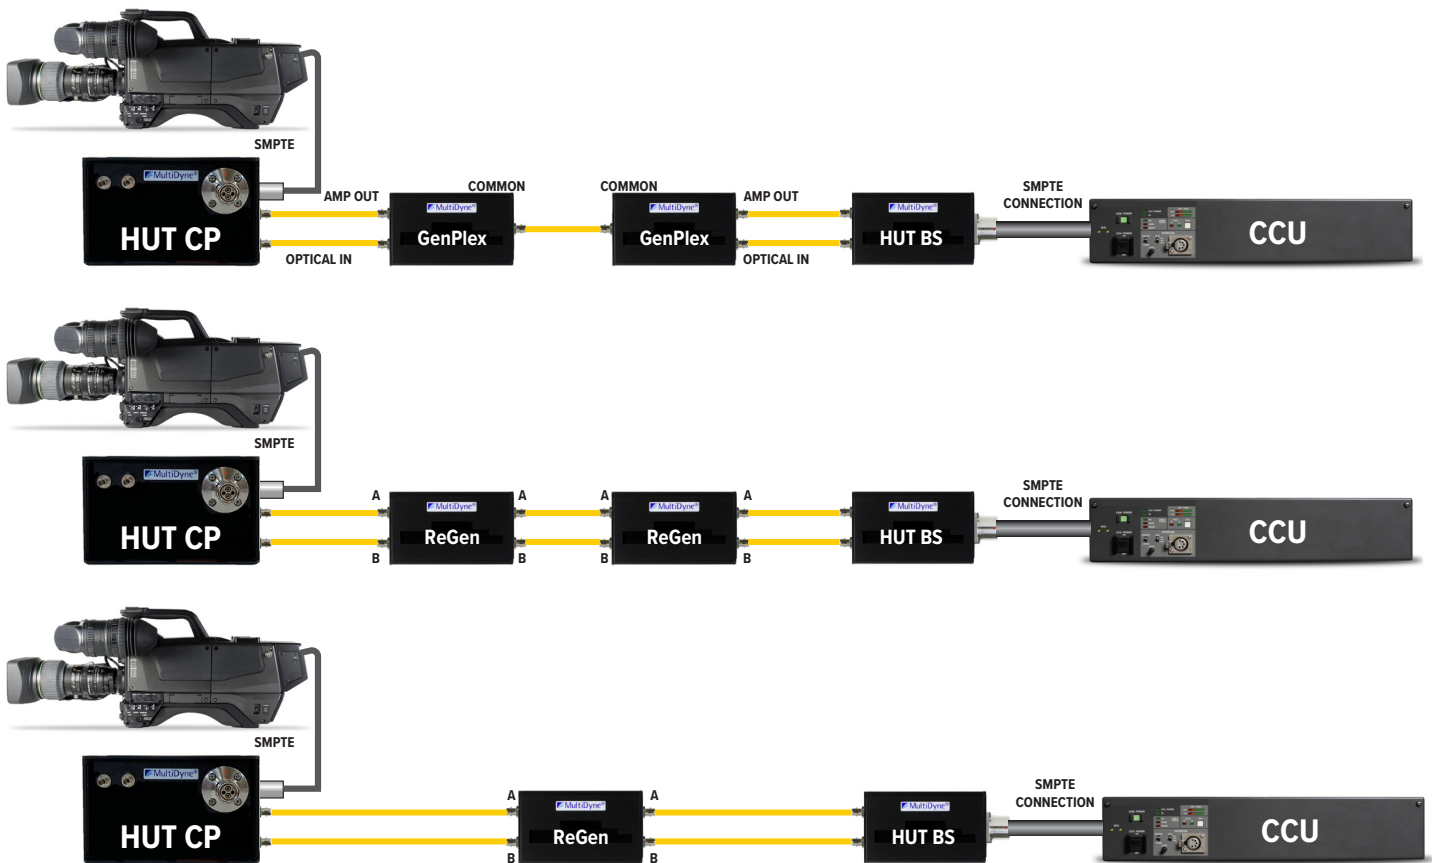 SMPTE
MultiDyne®
HUT CP
AMP OUT
OPTICAL IN
COMMON
MultiDyne®
GenPlex
COMMON
MultiDyne®
GenPlex
AMP OUT
OPTICAL IN
MultiDyne®
HUT BS
SMPTE
CONNECTION
CCU
SMPTE
MultiDyne®
HUT CP
A
B
MultiDyne®
ReGen
A
B
A
B
MultiDyne®
ReGen
A
B
MultiDyne®
HUT BS
SMPTE
CONNECTION
CCU
SMPTE
MultiDyne®
HUT CP
A
B
MultiDyne®
ReGen
A
B
MultiDyne®
HUT BS
SMPTE
CONNECTION
CCU